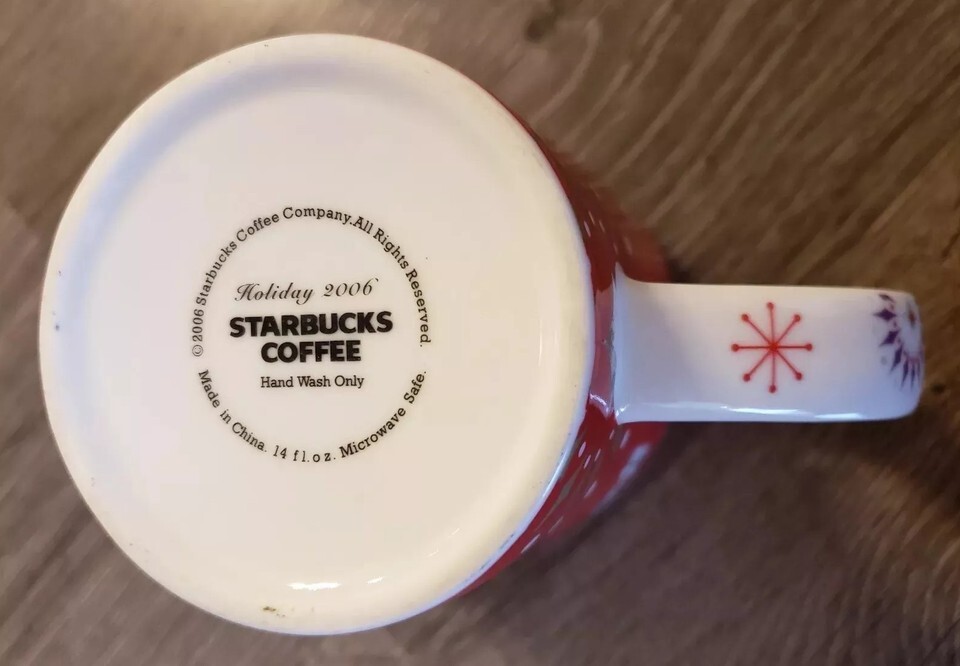 ©2006 Starbucks Coffee Company.All Rights Reserved.
Holiday 2006
STARBUCKS
COFFEE
Hand Wash Only
Made in China. 14 fl.oz. Microwave Safe.